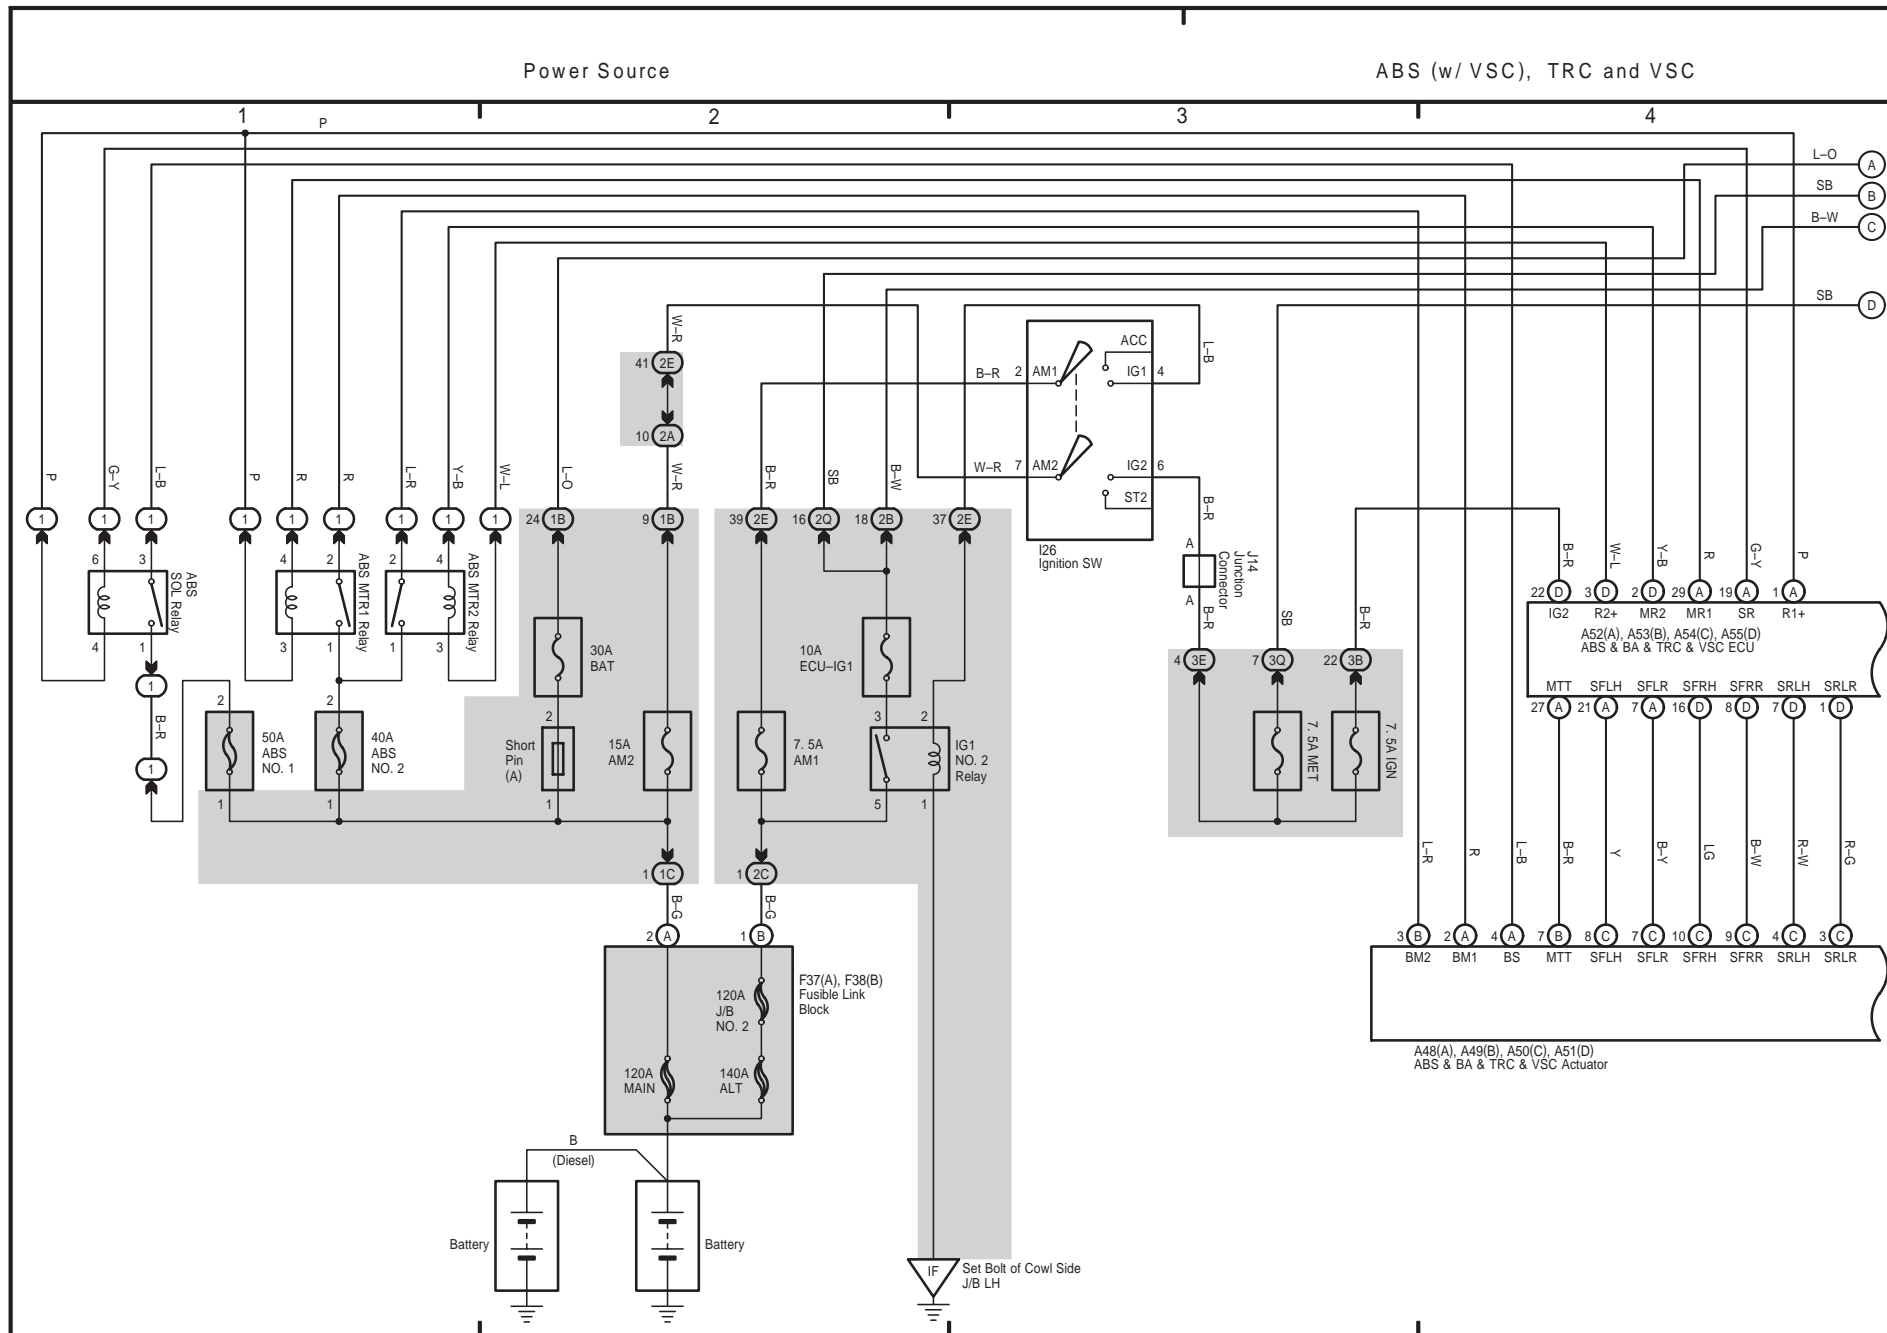 Power Source
ABS (w/ VSC), TRC and VSC
1
2
3
4
P
L–O
A
SB
B
B–W
C
SB
D
W–R
41
2E
10
2A
W–R
ACC
L–B
B–R
2
AM1
IG1
4
W–R
7
AM2
IG2
6
ST2
B–R
I26
Ignition SW
P
G–Y
L–B
P
R
R
L–R
Y–B
W–L
L–O
B–R
SB
B–W
1
1
1
1
1
1
1
1
1
24
1B
9
1B
39
2E
16
2Q
18
2B
37
2E
6
3
4
1
ABS
SOL Relay
4
2
3
1
ABS MTR1 Relay
2
4
1
3
ABS MTR2 Relay
1
B–R
1
2
50A
ABS
NO. 1
1
2
40A
ABS
NO. 2
1
30A
BAT
2
Short
Pin
(A)
1
15A
AM2
7. 5A
AM1
10A
ECU–IG1
3
2
IG1
NO. 2
Relay
5
1
A
J14
Junction
Connector
A
B–R
SB
B–R
4
3E
7
3Q
22
3B
7. 5A MET
7. 5A IGN
B–R
W–L
Y–B
R
G–Y
P
22
D
3
D
2
D
29
A
19
A
1
A
IG2
R2+
MR2
MR1
SR
R1+
A52(A), A53(B), A54(C), A55(D)
ABS & BA & TRC & VSC ECU
MTT
SFLH
SFLR
SFRH
SFRR
SRLH
SRLR
27
A
21
A
7
A
16
D
8
D
7
D
1
D
L–R
R
L–B
B–R
Y
B–Y
LG
B–W
R–W
R–G
1
1C
1
2C
B–G
B–G
2
A
1
B
F37(A), F38(B)
Fusible Link
Block
120A
J/B
NO. 2
120A
MAIN
140A
ALT
3
B
2
A
4
A
7
B
8
C
7
C
10
C
9
C
4
C
3
C
BM2
BM1
BS
MTT
SFLH
SFLR
SFRH
SFRR
SRLH
SRLR
A48(A), A49(B), A50(C), A51(D)
ABS & BA & TRC & VSC Actuator
B
(Diesel)
Battery
Battery
IF
Set Bolt of Cowl Side
J/B LH